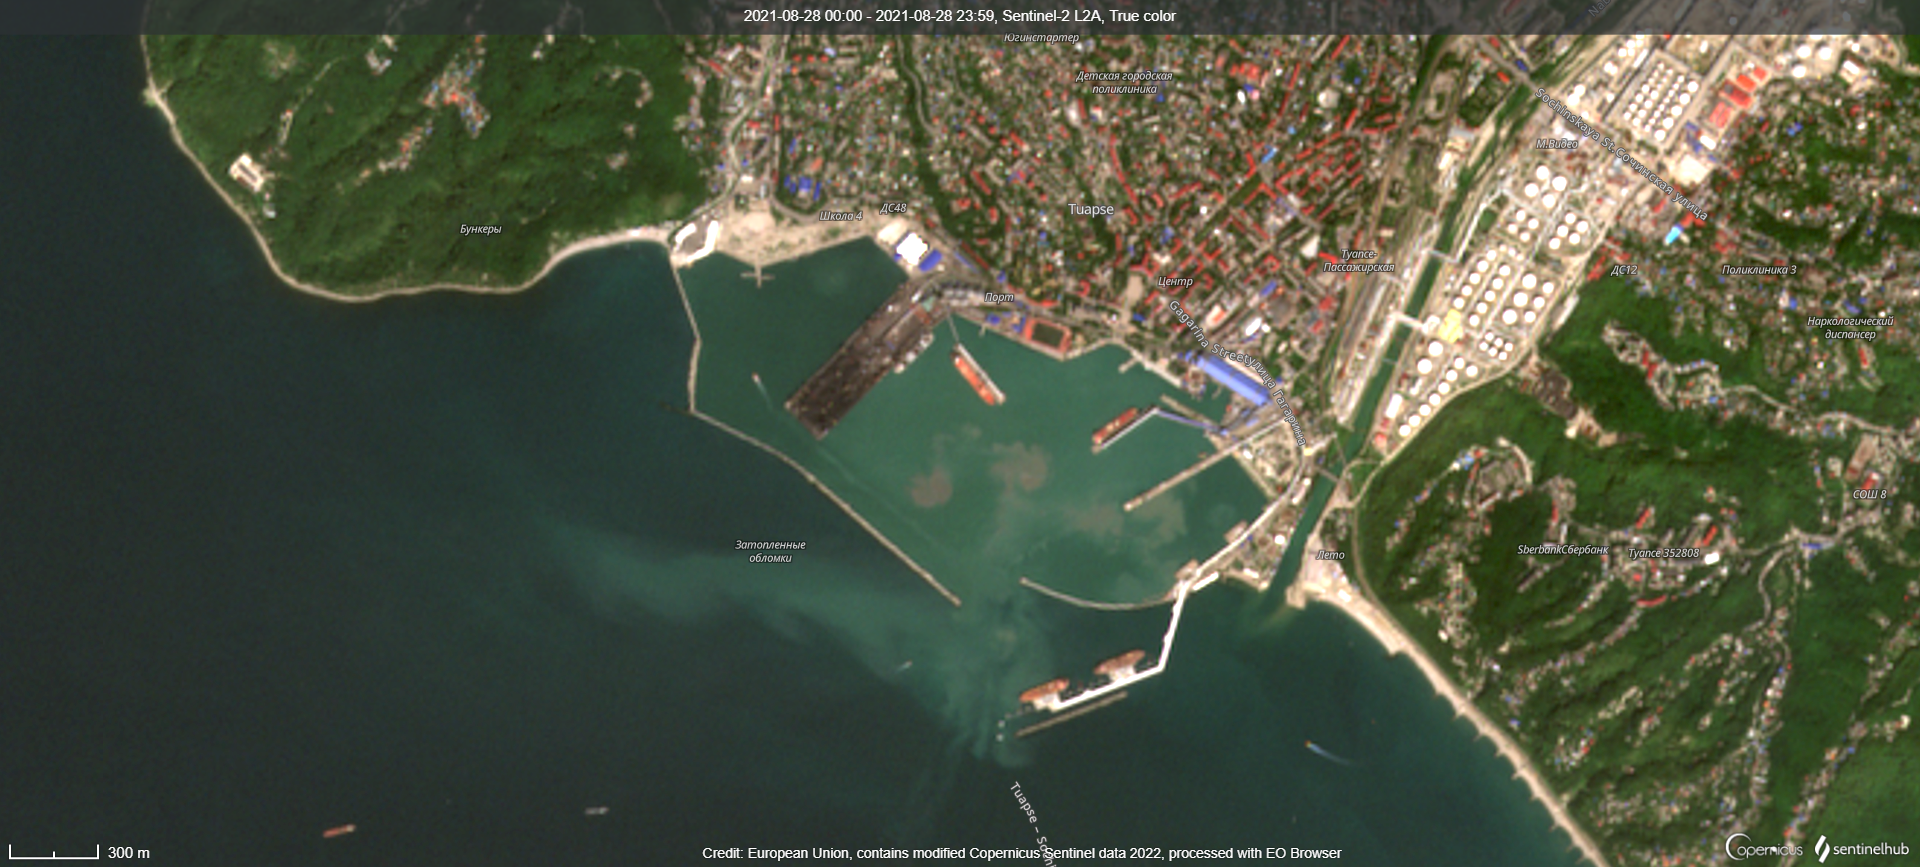 2021-08-28 00:00 - 2021-08-28 23:59, Sentinel-2 L2A, True color
Югинстартер
Детская городская
поликлиника
Sochinskaya St. Сочинская улица
М.Видео
Школа 4
ДС48
Tuapse
Бункеры
Туапсе-
Пассажирская
ДС12
Поликлиника 3
Центр
Порт
Gagarina Street улица Гагарина
Наркологический
диспансер
СОШ 8
Затопленные
обломки
Лето
SberbankСбербанк
Туапсе 352808
Tuapse – Soch
300 m
Credit: European Union, contains modified Copernicus Sentinel data 2022, processed with EO Browser
opernicus
sentinelhub